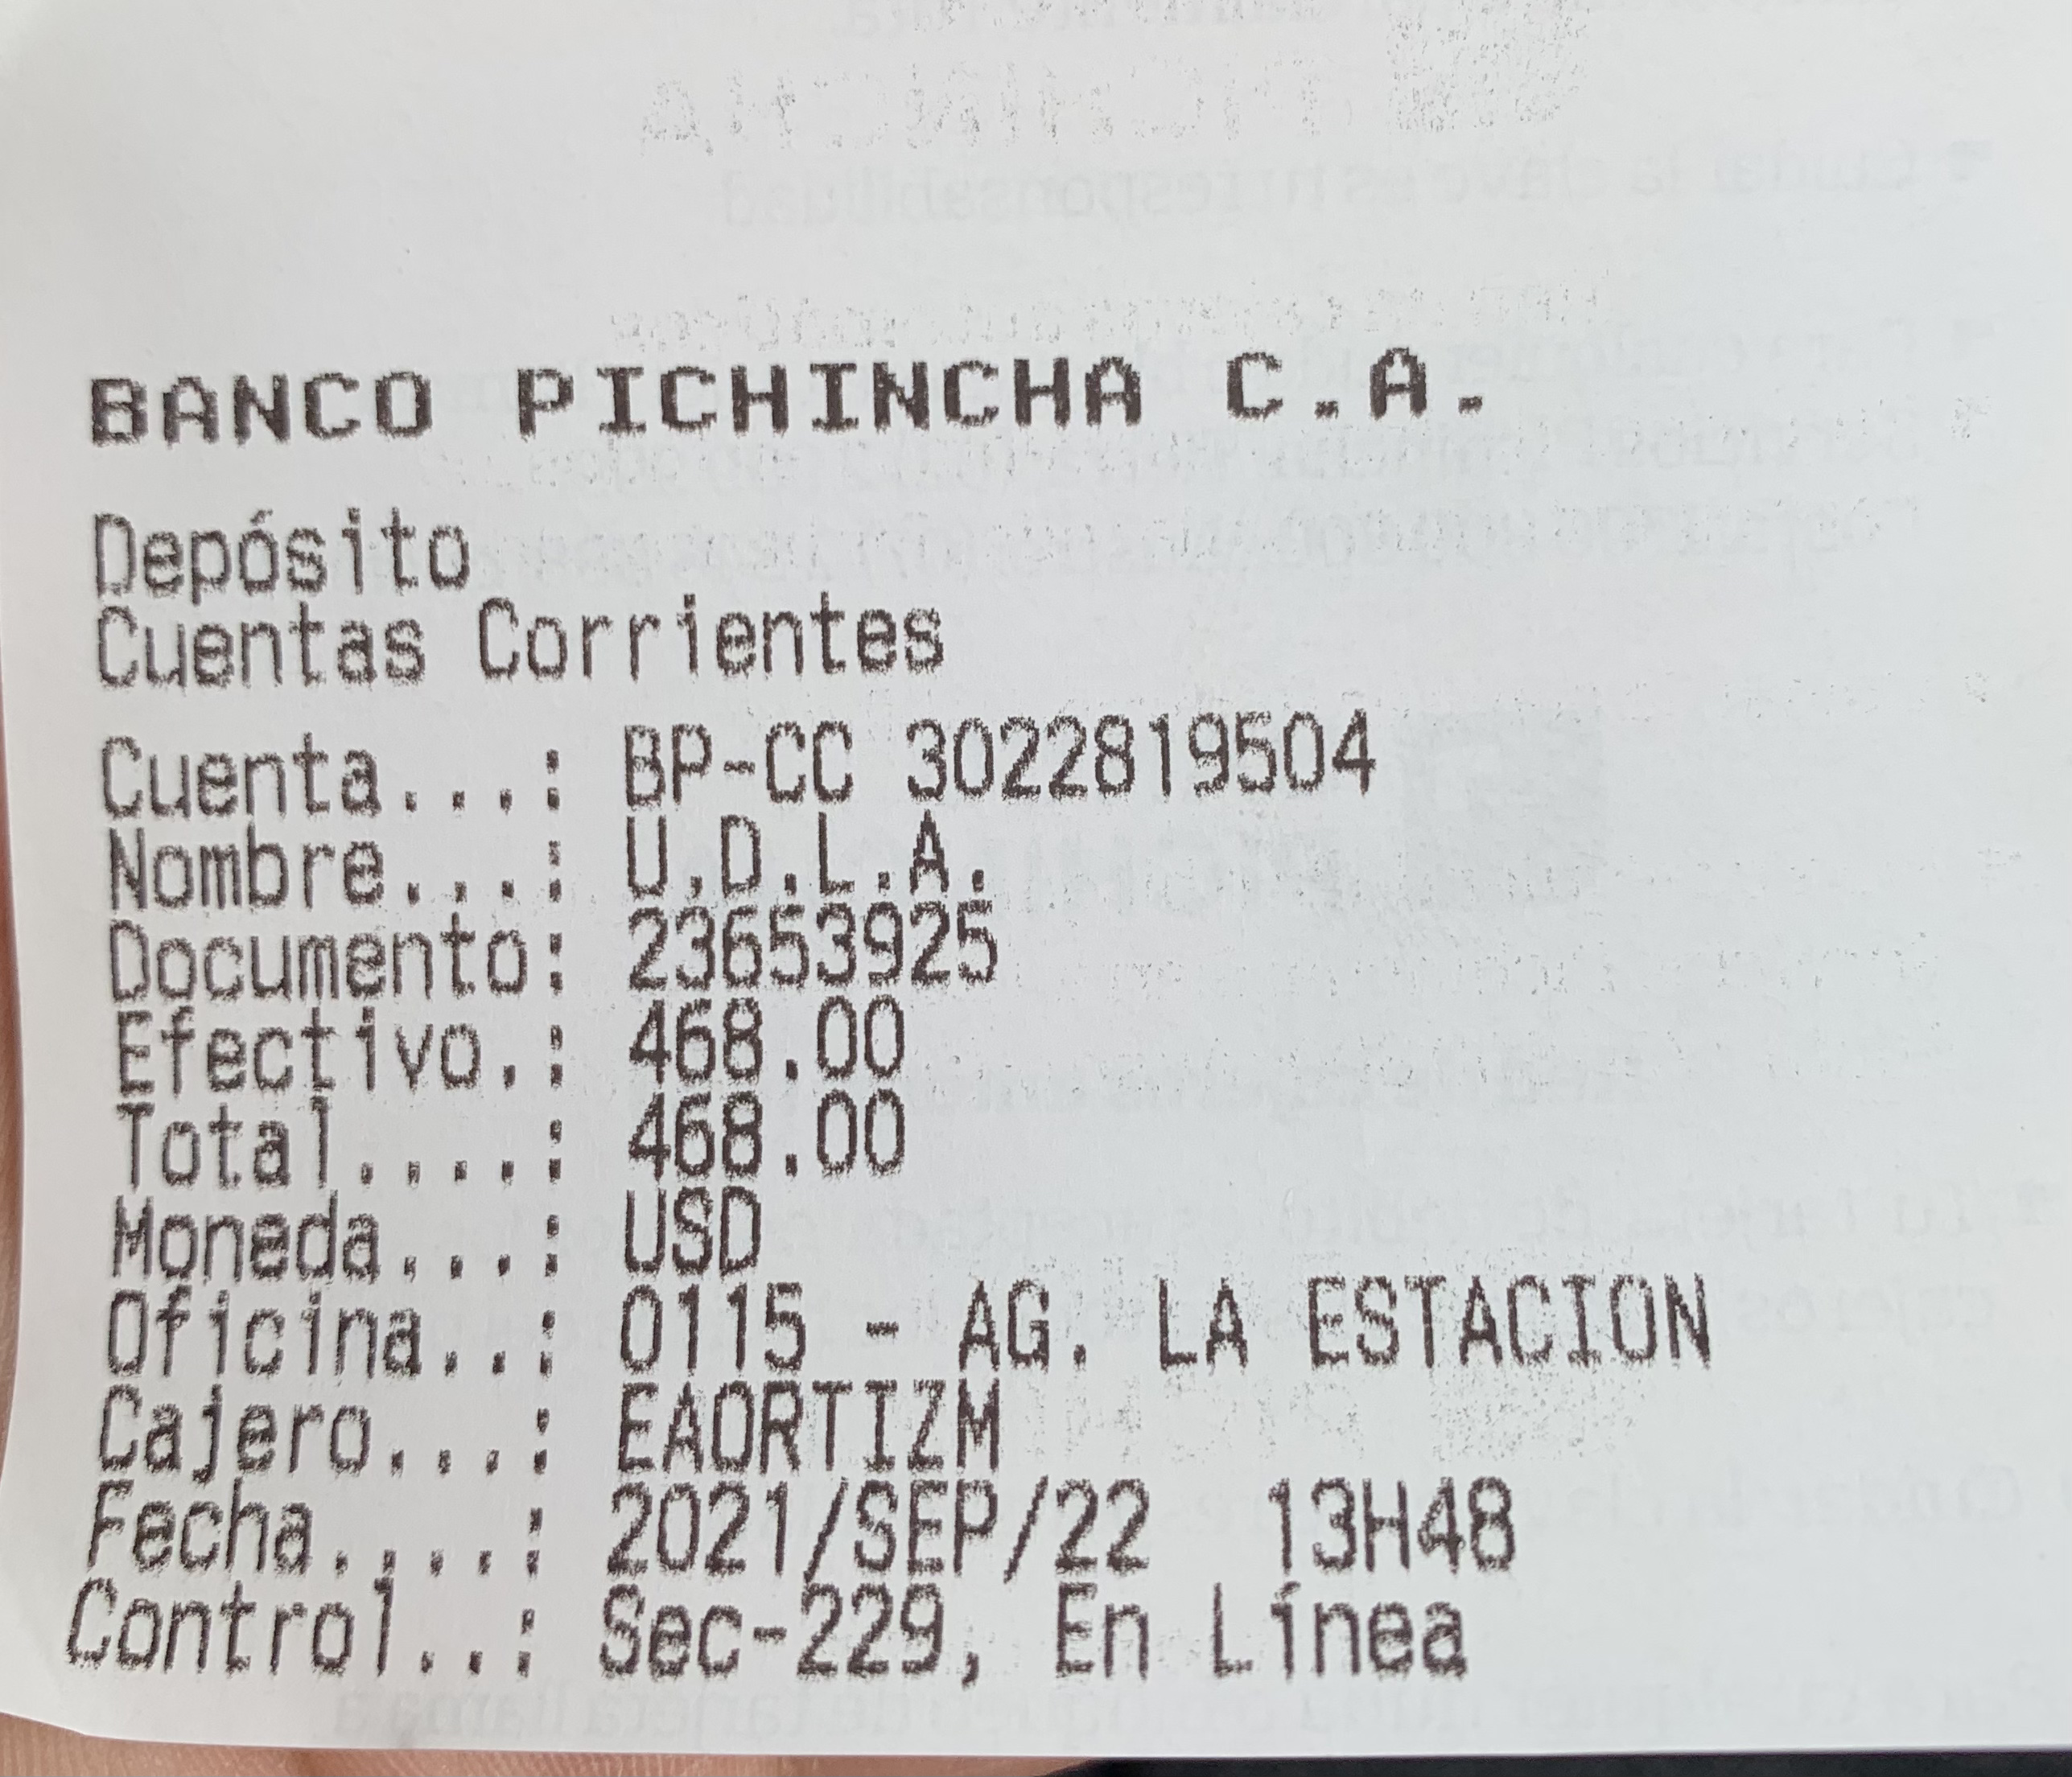 BANCO PICHINCHA C.A.
Depósito
Cuentas Corrientes
Cuenta...: BP-CC 3022819504
Nombre...: U.D.L.A.
Documento: 23653925
Efectivo.: 468.00
Total....: 468.00
Moneda...: USD
Oficina..: 0115 - AG. LA ESTACION
Cajero...: EAORTIZM
Fecha....: 2021/SEP/22 13H48
Control..: Sec-229, En Línea